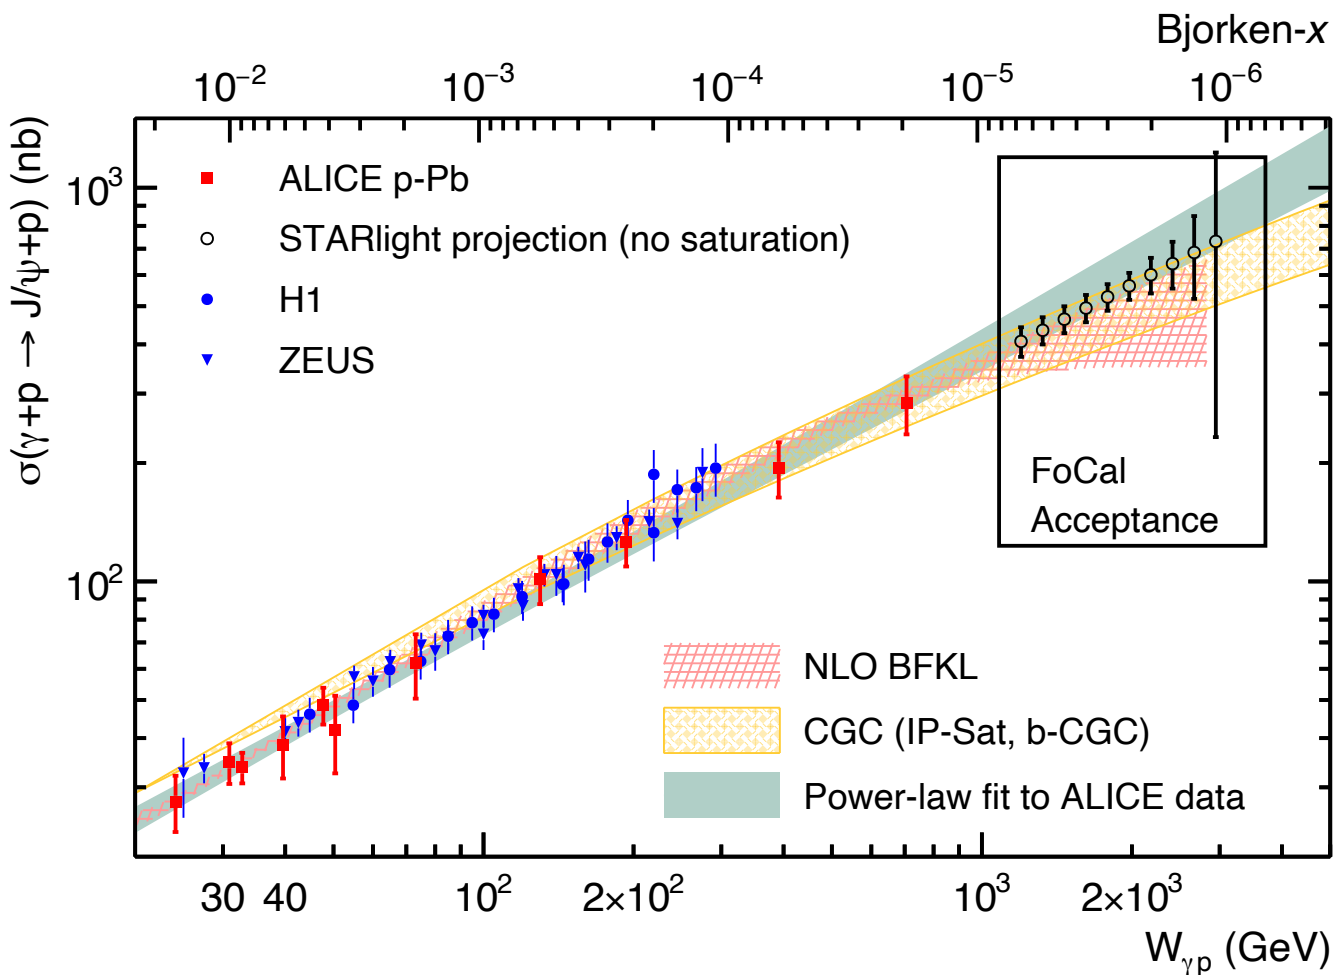 Bjorken-x
10⁻² 10⁻³ 10⁻⁴ 10⁻⁵ 10⁻⁶
σ(γ+p → J/ψ+p) (nb)
10³
10²
ALICE p-Pb
STARlight projection (no saturation)
H1
ZEUS
FoCal
Acceptance
NLO BFKL
CGC (IP-Sat, b-CGC)
Power-law fit to ALICE data
30 40 10² 2×10² 10³ 2×10³
W_γp (GeV)